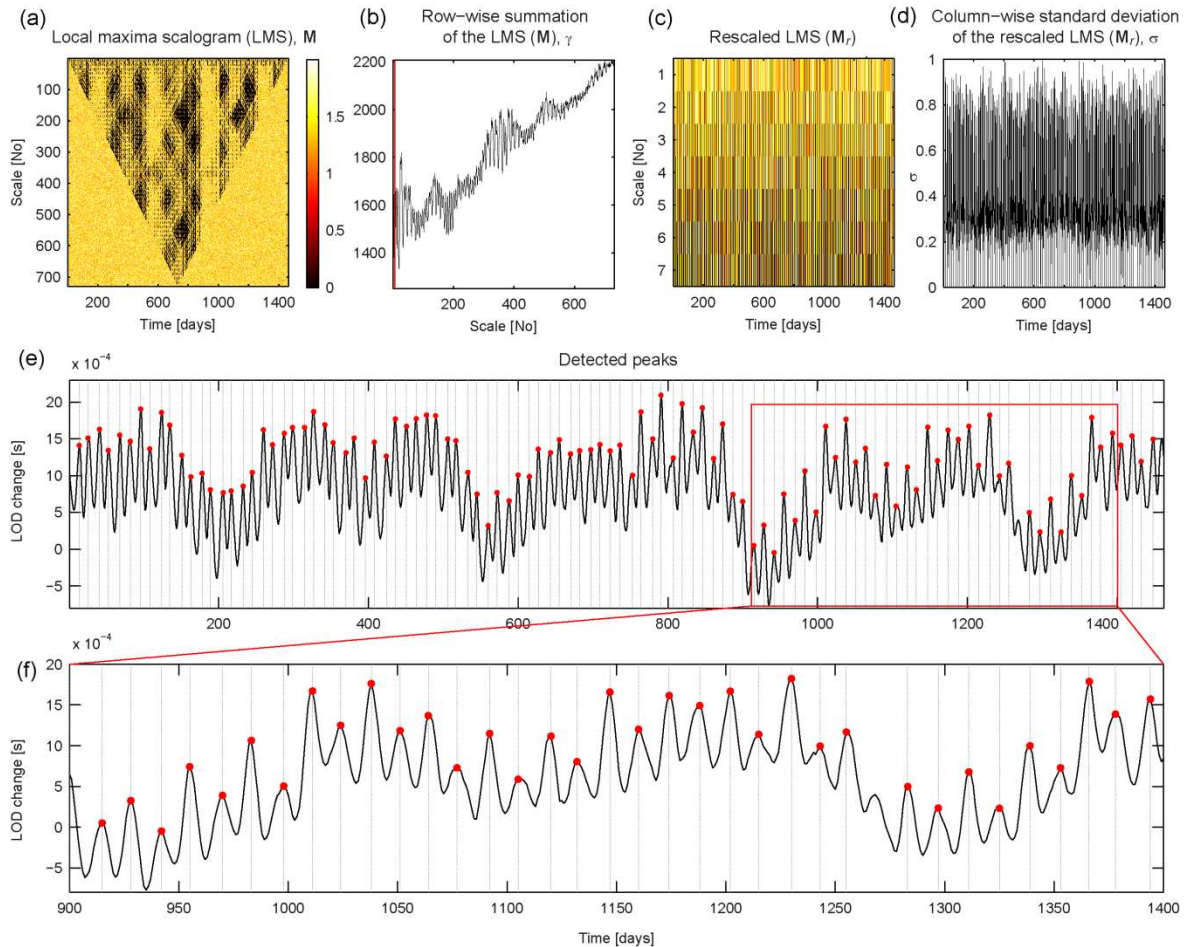 (a)
Local maxima scalogram (LMS), M
100
200
300
400
500
600
700
Scale [No]
200 600 1000 1400
Time [days]
1.5
1
0.5
0
(b)
Row−wise summation
of the LMS (M), γ
2200
2000
1800
1600
1400
200 400 600
Scale [No]
(c)
Rescaled LMS (Mr)
1
2
3
4
5
6
7
Scale [No]
200 600 1000 1400
Time [days]
(d)
Column−wise standard deviation
of the rescaled LMS (Mr), σ
1
0.8
0.6
σ
0.4
0.2
0
200 600 1000 1400
Time [days]
(e)
x 10−4
Detected peaks
20
15
10
5
0
−5
LOD change [s]
200 400 600 800 1000 1200 1400
x 10−4
(f)
20
15
10
5
0
−5
LOD change [s]
900 950 1000 1050 1100 1150 1200 1250 1300 1350 1400
Time [days]